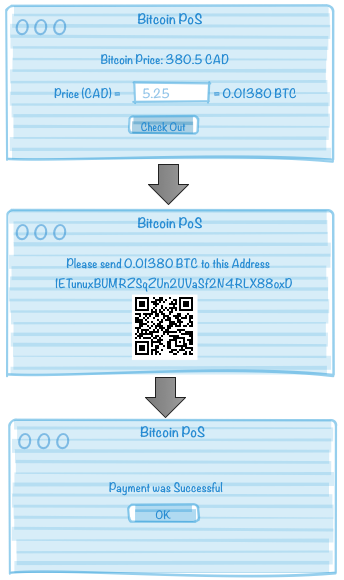 Bitcoin PoS
Bitcoin Price: 380.5 CAD
Price (CAD) = 5.25 = 0.01380 BTC
Check Out
Bitcoin PoS
Please send 0.01380 BTC to this Address
1ETunuxBUMRZSqZUn2UVaSf2N4RLX88oxD
Bitcoin PoS
Payment was Successful
OK